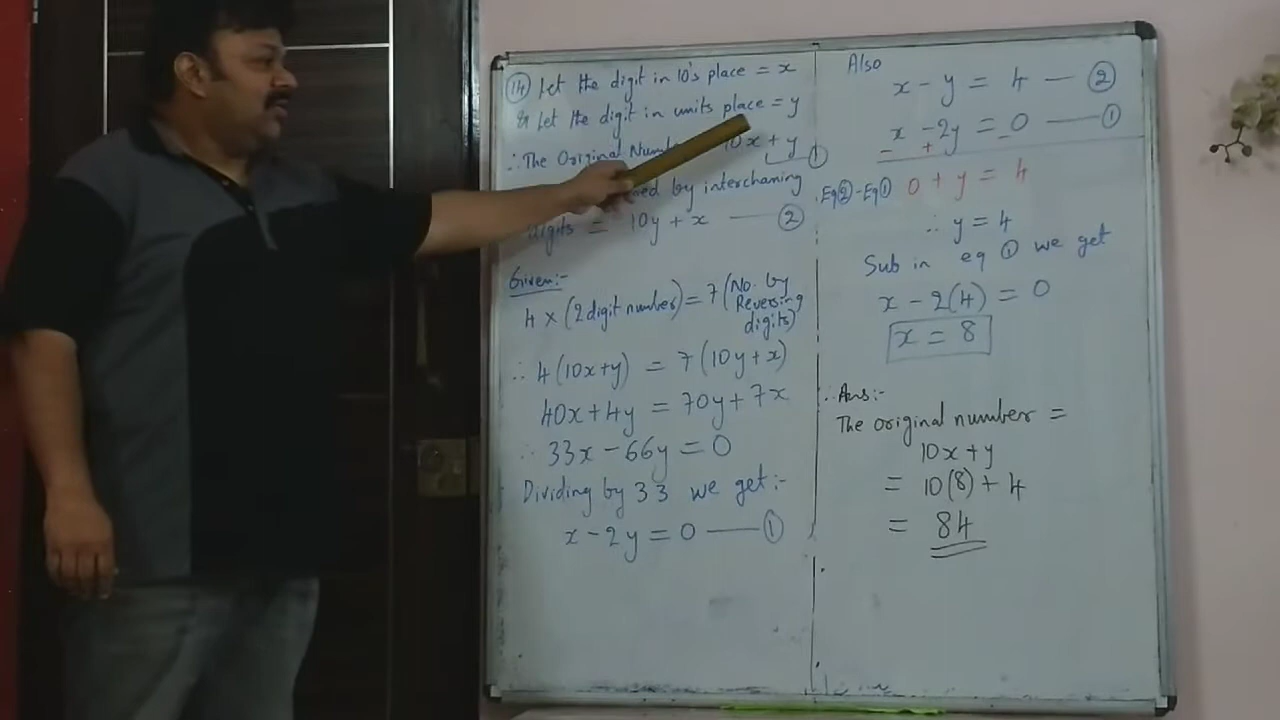 ⑭ Let the digit in 10's place = x
& Let the digit in units place = y
∴ The Original Numb 10x + y ①
med by interchaning
digits = 10y + x — ②
Given:-
4 × (2 digit number) = 7 (No. by Reversing digits)
∴ 4(10x+y) = 7(10y+x)
40x + 4y = 70y + 7x
∴ 33x - 66y = 0
Dividing by 33 we get:-
x - 2y = 0 — ①
Also
x - y = 4 — ②
x - 2y = 0 — ①
- + -
Eq② - Eq① 0 + y = 4
∴ y = 4
Sub in eq ① we get
x - 2(4) = 0
x = 8
∴ Ans:-
The original number =
10x + y
= 10(8) + 4
= 84